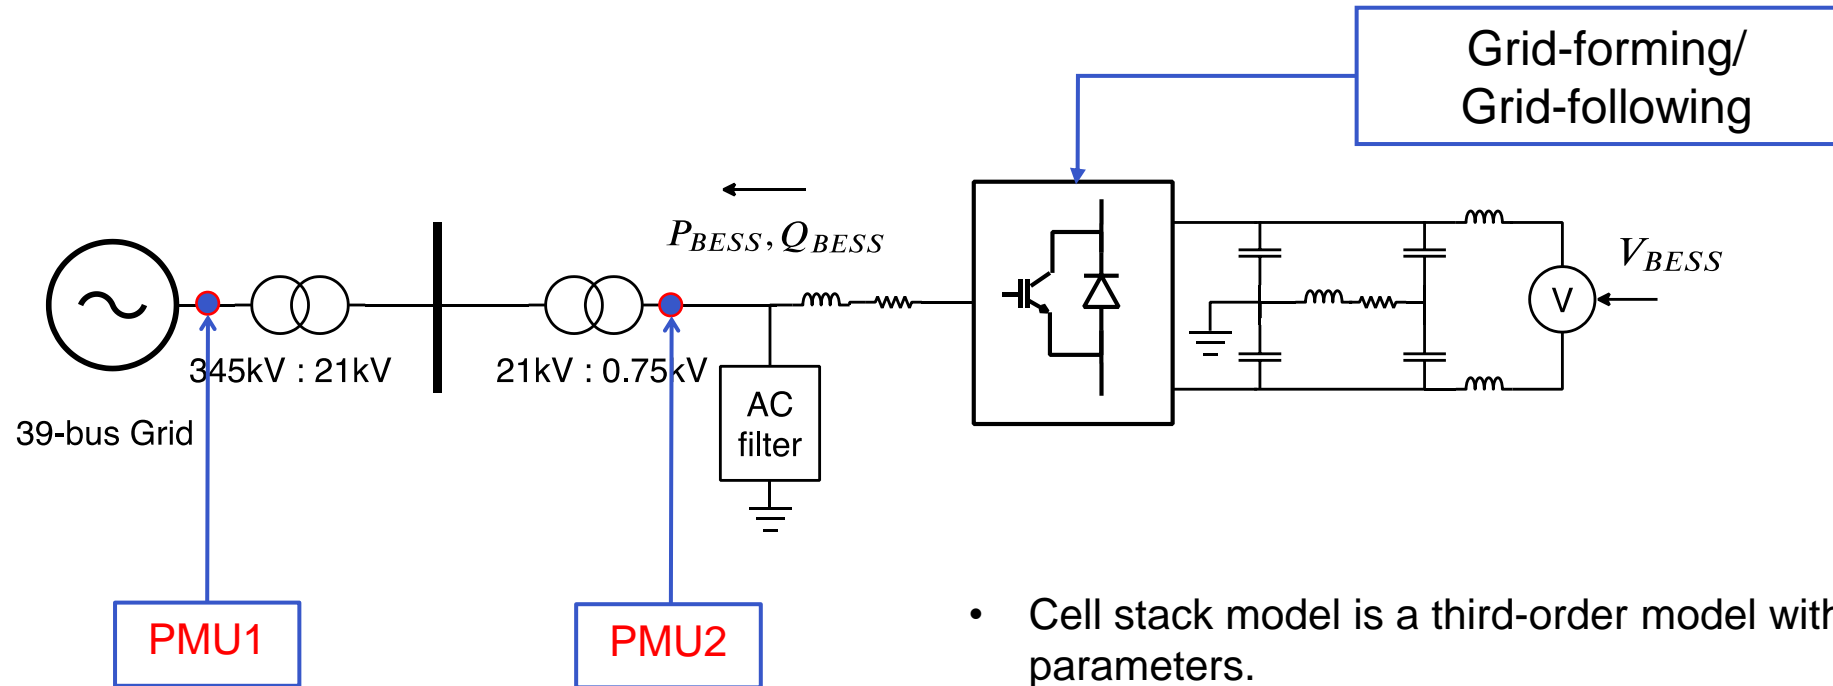 Grid-forming/
Grid-following
P_BESS, Q_BESS
V_BESS
V
345kV : 21kV
21kV : 0.75kV
AC
filter
39-bus Grid
PMU1
PMU2
• Cell stack model is a third-order model with
parameters.